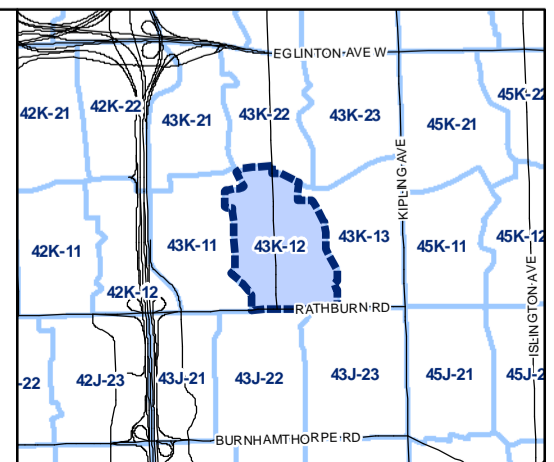 EGLINTON AVE W
45K-22
42K-21
42K-22
43K-21
43K-22
43K-23
45K-21
KIPLING AVE
42K-11
43K-11
43K-12
43K-13
45K-11
45K-12
42K-12
RATHBURN RD
ISLINGTON AVE
-22
42J-23
43J-21
43J-22
43J-23
45J-21
45J-2
BURNHAMTHORPE RD